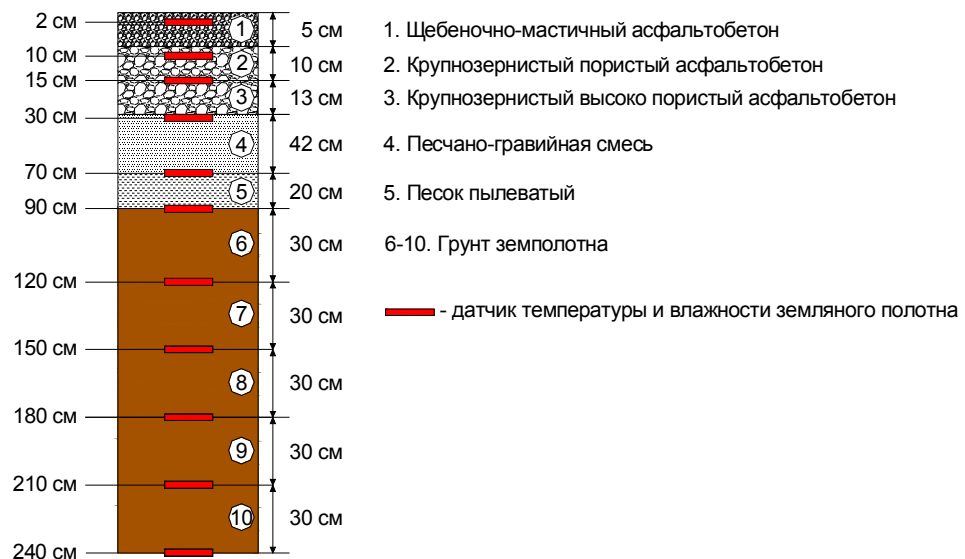 2 см
10 см
15 см
30 см
70 см
90 см
120 см
150 см
180 см
210 см
240 см
1
2
3
4
5
6
7
8
9
10
5 см
10 см
13 см
42 см
20 см
30 см
30 см
30 см
30 см
30 см
1. Щебеночно-мастичный асфальтобетон
2. Крупнозернистый пористый асфальтобетон
3. Крупнозернистый высоко пористый асфальтобетон
4. Песчано-гравийная смесь
5. Песок пылеватый
6-10. Грунт земполотна
- датчик температуры и влажности земляного полотна